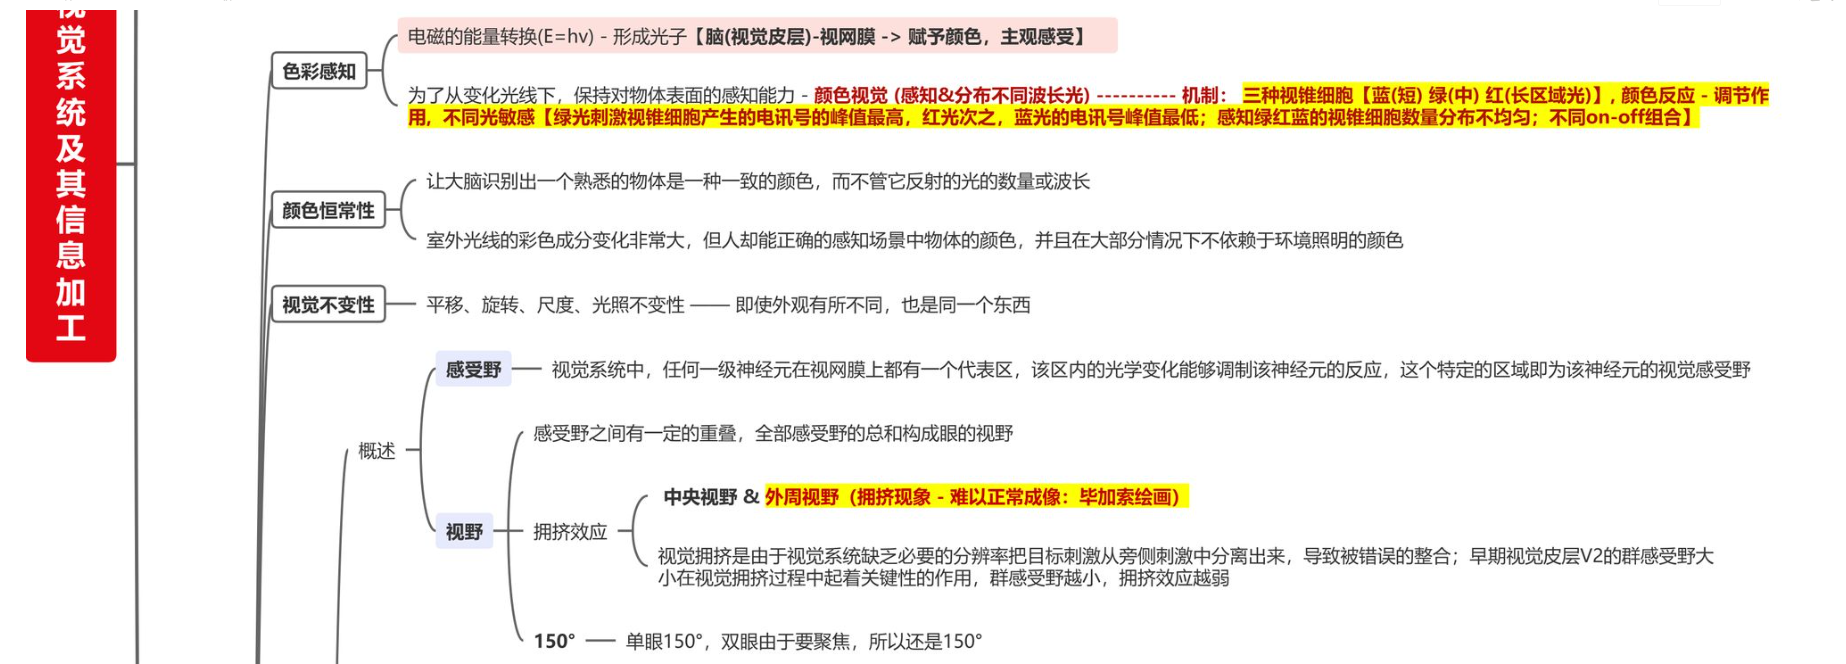 视觉系统及其信息加工
色彩感知
电磁的能量转换(E=hv) - 形成光子【脑(视觉皮层)-视网膜 -> 赋予颜色，主观感受】
为了从变化光线下，保持对物体表面的感知能力 - 颜色视觉 (感知&分布不同波长光) ---------- 机制： 三种视锥细胞【蓝(短) 绿(中) 红(长区域光)】, 颜色反应 - 调节作
用，不同光敏感【绿光刺激视锥细胞产生的电讯号的峰值最高，红光次之，蓝光的电讯号峰值最低；感知绿红蓝的视锥细胞数量分布不均匀；不同on-off组合】
颜色恒常性
让大脑识别出一个熟悉的物体是一种一致的颜色，而不管它反射的光的数量或波长
室外光线的彩色成分变化非常大，但人却能正确的感知场景中物体的颜色，并且在大部分情况下不依赖于环境照明的颜色
视觉不变性
平移、旋转、尺度、光照不变性 —— 即使外观有所不同，也是同一个东西
概述
感受野
视觉系统中，任何一级神经元在视网膜上都有一个代表区，该区内的光学变化能够调制该神经元的反应，这个特定的区域即为该神经元的视觉感受野
视野
感受野之间有一定的重叠，全部感受野的总和构成眼的视野
拥挤效应
中央视野 & 外周视野（拥挤现象 - 难以正常成像：毕加索绘画）
视觉拥挤是由于视觉系统缺乏必要的分辨率把目标刺激从旁侧刺激中分离出来，导致被错误的整合；早期视觉皮层V2的群感受野大
小在视觉拥挤过程中起着关键性的作用，群感受野越小，拥挤效应越弱
150°
单眼150°，双眼由于要聚焦，所以还是150°